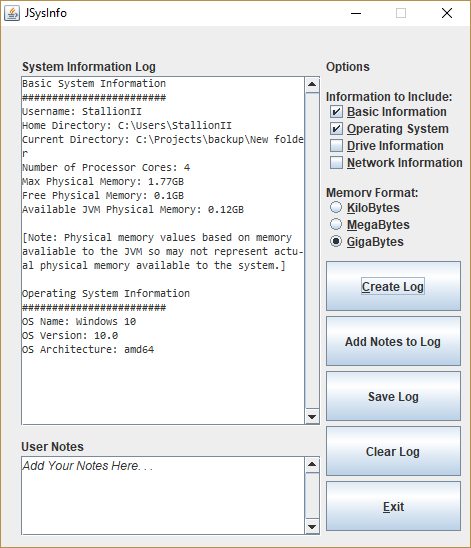 JSysInfo
System Information Log
Basic System Information
########################
Username: StallionII
Home Directory: C:\Users\StallionII
Current Directory: C:\Projects\backup\New folde
r
Number of Processor Cores: 4
Max Physical Memory: 1.77GB
Free Physical Memory: 0.1GB
Available JVM Physical Memory: 0.12GB
[Note: Physical memory values based on memory
avaliable to the JVM so may not represent actu-
al physical memory available to the system.]
Operating System Information
########################
OS Name: Windows 10
OS Version: 10.0
OS Architecture: amd64
User Notes
Add Your Notes Here. . .
Options
Information to Include:
Basic Information
Operating System
Drive Information
Network Information
Memory Format:
KiloBytes
MegaBytes
GigaBytes
Create Log
Add Notes to Log
Save Log
Clear Log
Exit